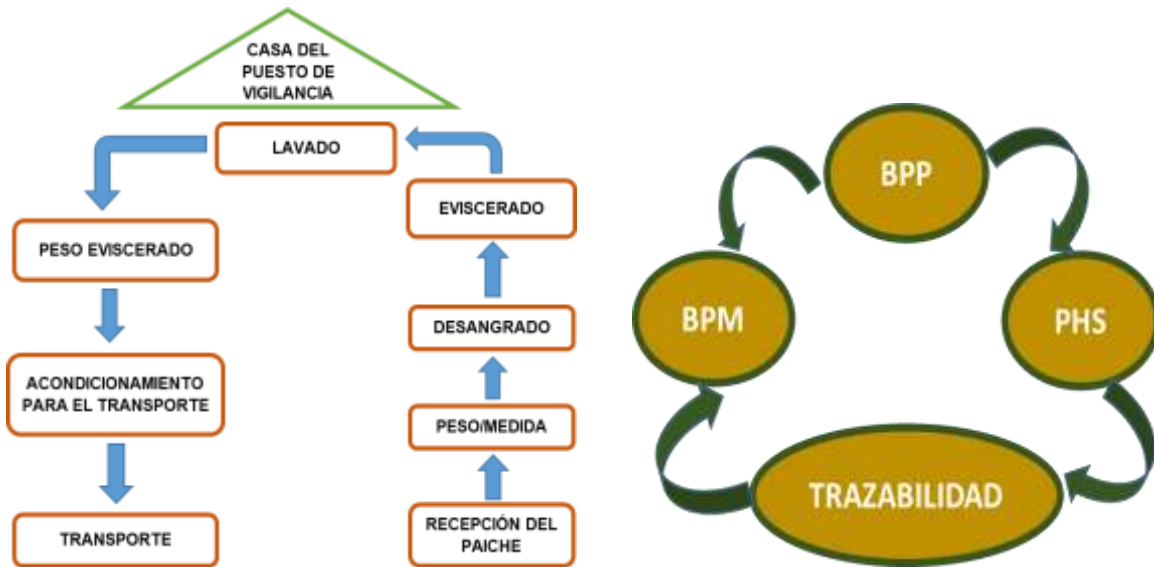 CASA DEL
PUESTO DE
VIGILANCIA
LAVADO
EVISCERADO
PESO EVISCERADO
DESANGRADO
ACONDICIONAMIENTO
PARA EL TRANSPORTE
PESO/MEDIDA
TRANSPORTE
RECEPCIÓN DEL
PAICHE
BPP
BPM
PHS
TRAZABILIDAD